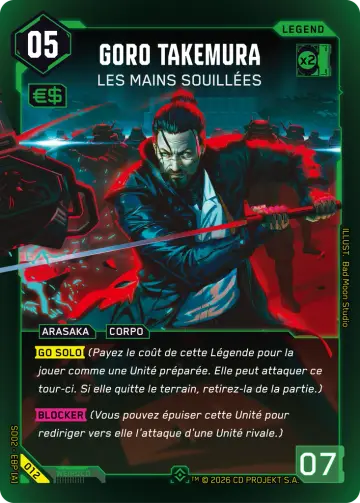 05
LEGEND
GORO TAKEMURA
LES MAINS SOUILLÉES
x2
€$
ILLUST. Bad Moon Studio
ARASAKA CORPO
GO SOLO (Payez le coût de cette Légende pour la
jouer comme une Unité préparée. Elle peut attaquer ce
tour-ci. Si elle quitte le terrain, retirez-la de la partie.)
BLOCKER (Vous pouvez épuiser cette Unité pour
rediriger vers elle l'attaque d'une Unité rivale.)
012
07
™ © 2026 CD PROJEKT S.A.